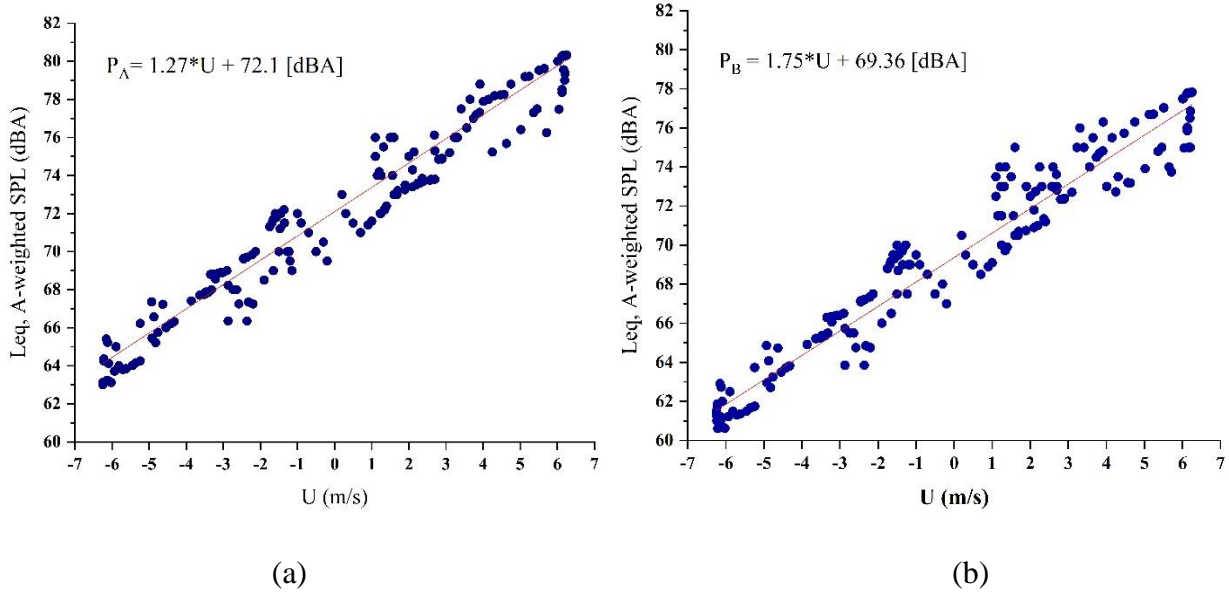 82
80
78
76
74
72
70
68
66
64
62
60
Leq, A-weighted SPL (dBA)
P_A= 1.27*U + 72.1 [dBA]
-7 -6 -5 -4 -3 -2 -1 0 1 2 3 4 5 6 7
U (m/s)
(a)
82
80
78
76
74
72
70
68
66
64
62
60
Leq, A-weighted SPL (dBA)
P_B = 1.75*U + 69.36 [dBA]
-7 -6 -5 -4 -3 -2 -1 0 1 2 3 4 5 6 7
U (m/s)
(b)